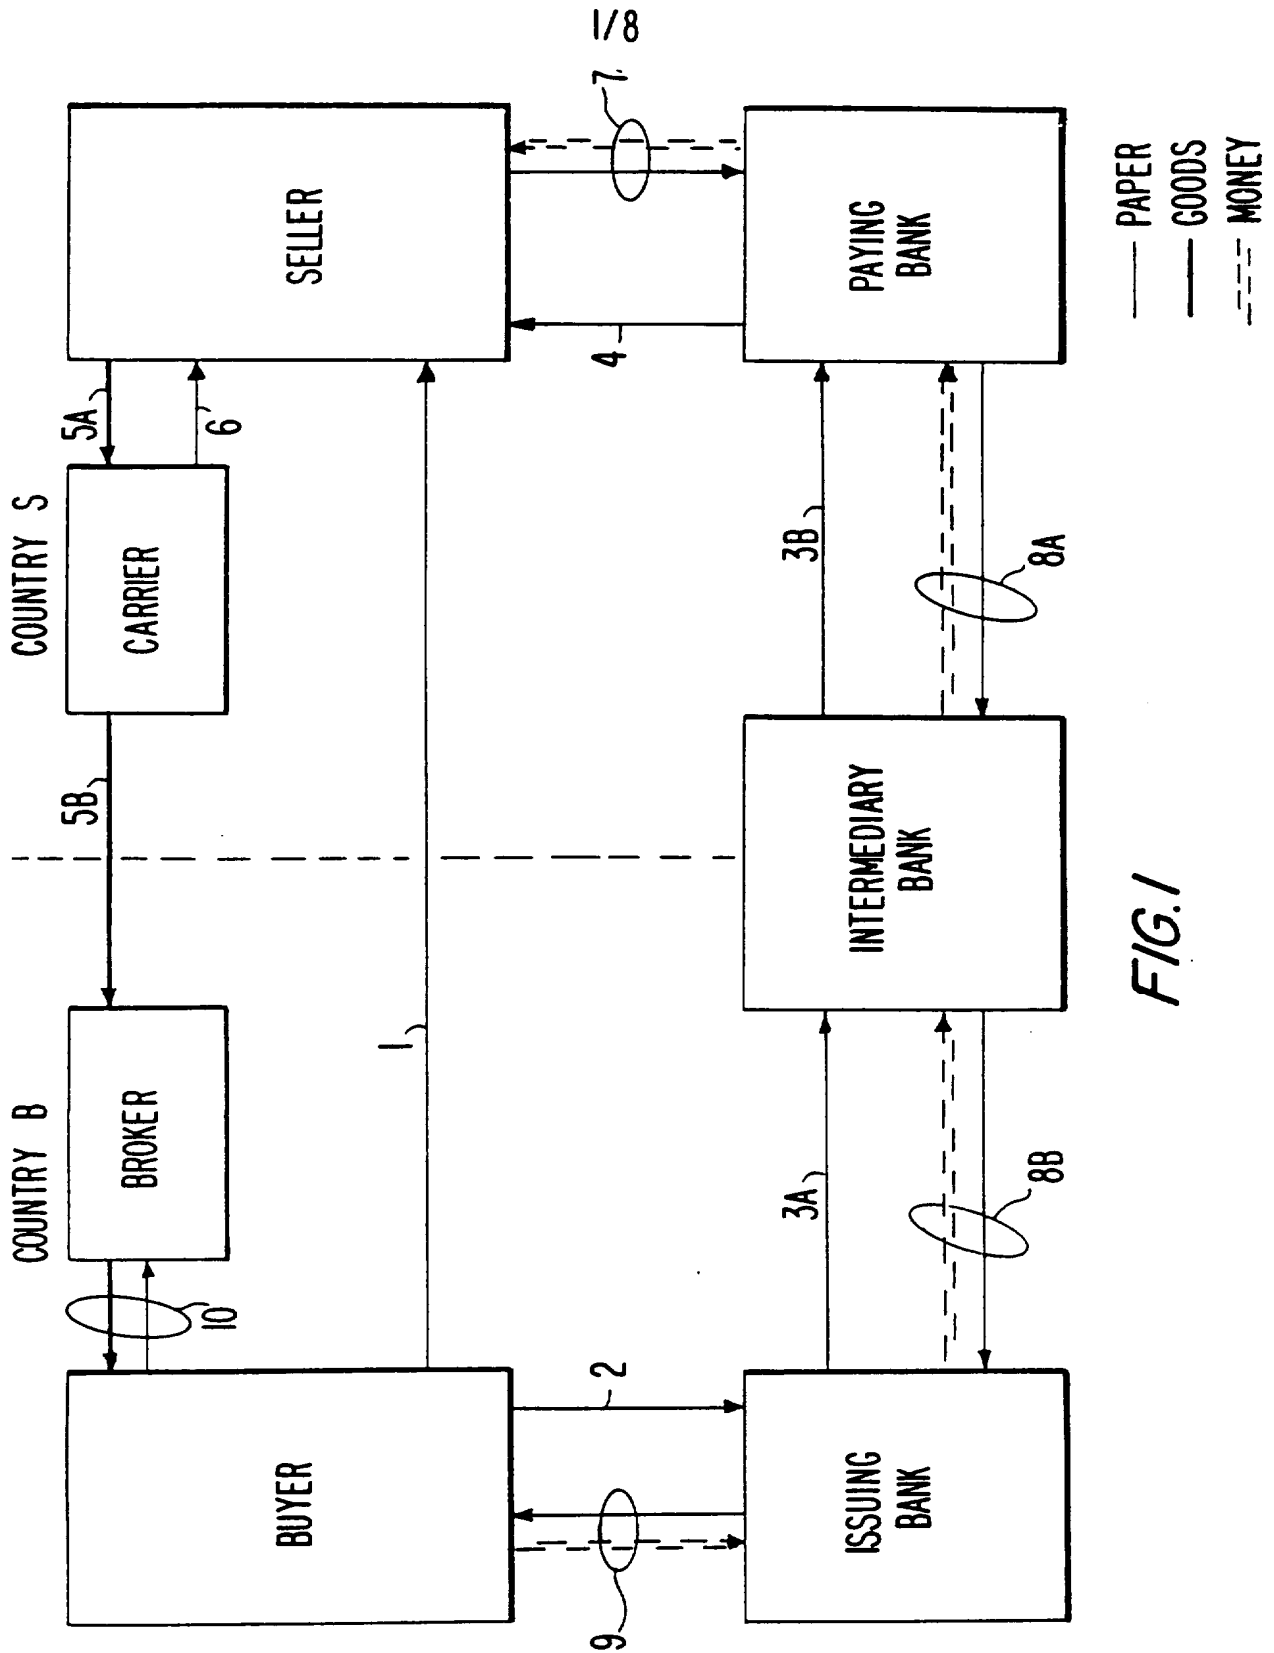 1/8
COUNTRY B
COUNTRY S
BUYER
10
BROKER
5B
CARRIER
5A
6
SELLER
1
9
2
4
7
ISSUING
BANK
3A
8B
INTERMEDIARY
BANK
3B
8A
PAYING
BANK
PAPER
GOODS
MONEY
FIG. 1